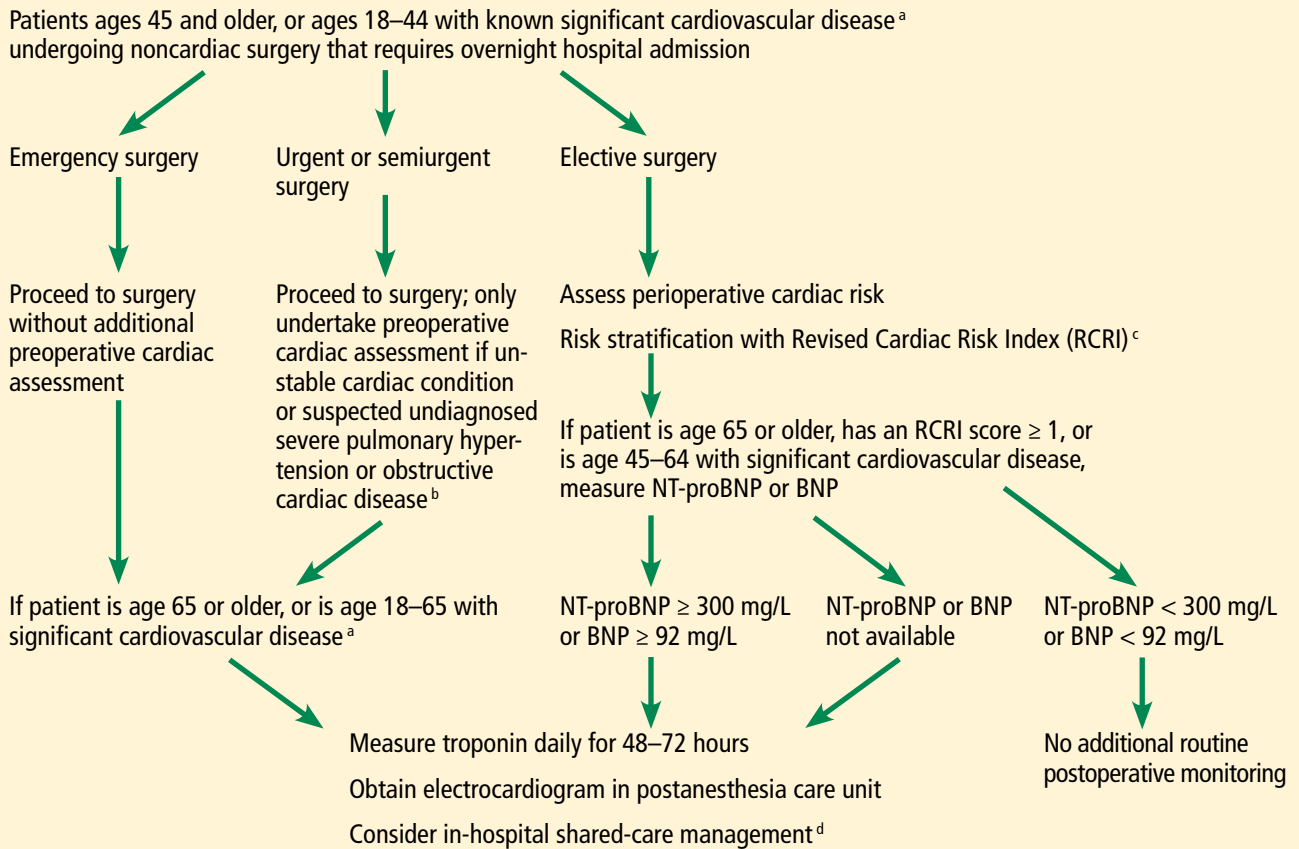 Patients ages 45 and older, or ages 18–44 with known significant cardiovascular disease a
undergoing noncardiac surgery that requires overnight hospital admission
Emergency surgery
Urgent or semiurgent
surgery
Elective surgery
Proceed to surgery
without additional
preoperative cardiac
assessment
Proceed to surgery; only
undertake preoperative
cardiac assessment if un-
stable cardiac condition
or suspected undiagnosed
severe pulmonary hyper-
tension or obstructive
cardiac disease b
Assess perioperative cardiac risk
Risk stratification with Revised Cardiac Risk Index (RCRI) c
If patient is age 65 or older, has an RCRI score ≥ 1, or
is age 45–64 with significant cardiovascular disease,
measure NT-proBNP or BNP
If patient is age 65 or older, or is age 18–65 with
significant cardiovascular disease a
NT-proBNP ≥ 300 mg/L
or BNP ≥ 92 mg/L
NT-proBNP or BNP
not available
NT-proBNP < 300 mg/L
or BNP < 92 mg/L
Measure troponin daily for 48–72 hours
Obtain electrocardiogram in postanesthesia care unit
Consider in-hospital shared-care management d
No additional routine
postoperative monitoring